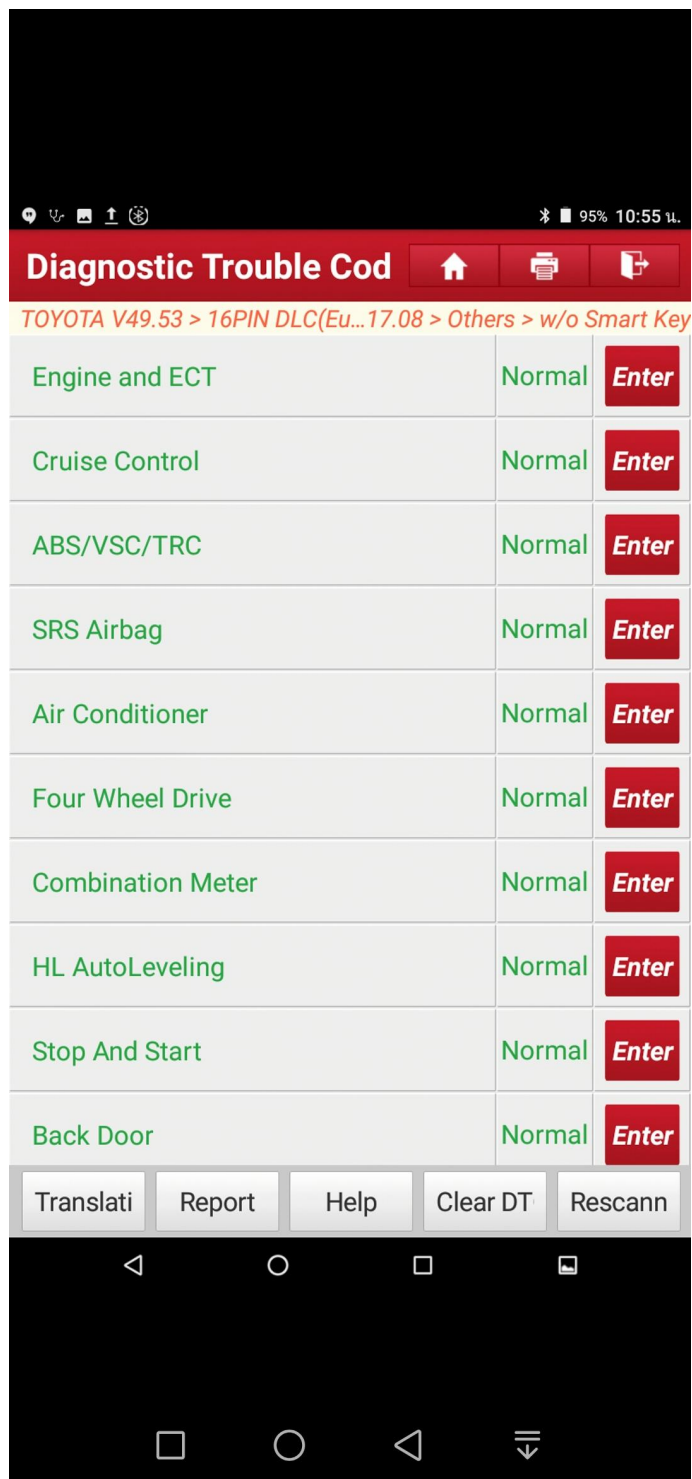 95% 10:55 น.
Diagnostic Trouble Cod
TOYOTA V49.53 > 16PIN DLC(Eu...17.08 > Others > w/o Smart Key
Engine and ECT Normal Enter
Cruise Control Normal Enter
ABS/VSC/TRC Normal Enter
SRS Airbag Normal Enter
Air Conditioner Normal Enter
Four Wheel Drive Normal Enter
Combination Meter Normal Enter
HL AutoLeveling Normal Enter
Stop And Start Normal Enter
Back Door Normal Enter
Translati Report Help Clear DT Rescann